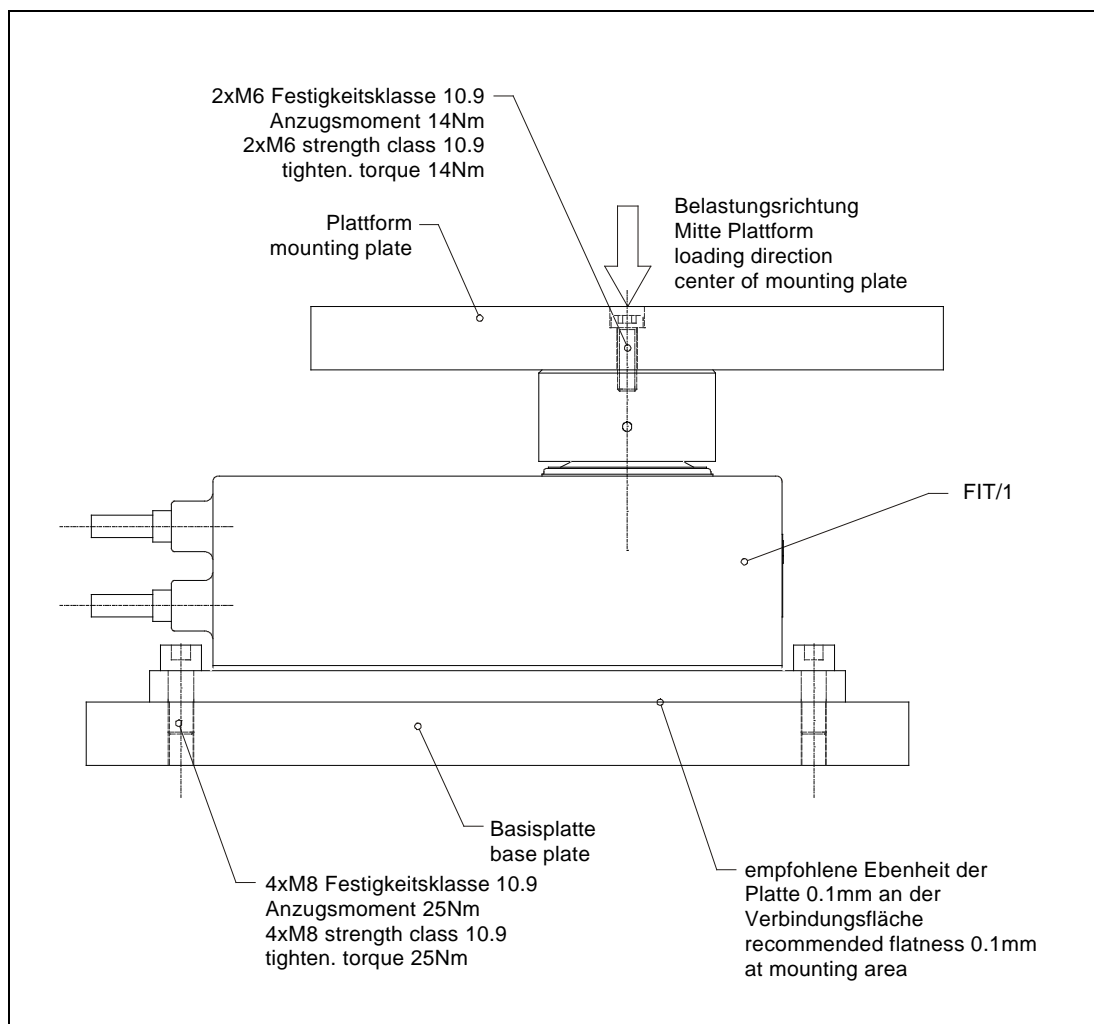 2xM6 Festigkeitsklasse 10.9
Anzugsmoment 14Nm
2xM6 strength class 10.9
tighten. torque 14Nm
Plattform
mounting plate
Belastungsrichtung
Mitte Plattform
loading direction
center of mounting plate
FIT/1
Basisplatte
base plate
4xM8 Festigkeitsklasse 10.9
Anzugsmoment 25Nm
4xM8 strength class 10.9
tighten. torque 25Nm
empfohlene Ebenheit der
Platte 0.1mm an der
Verbindungsfläche
recommended flatness 0.1mm
at mounting area